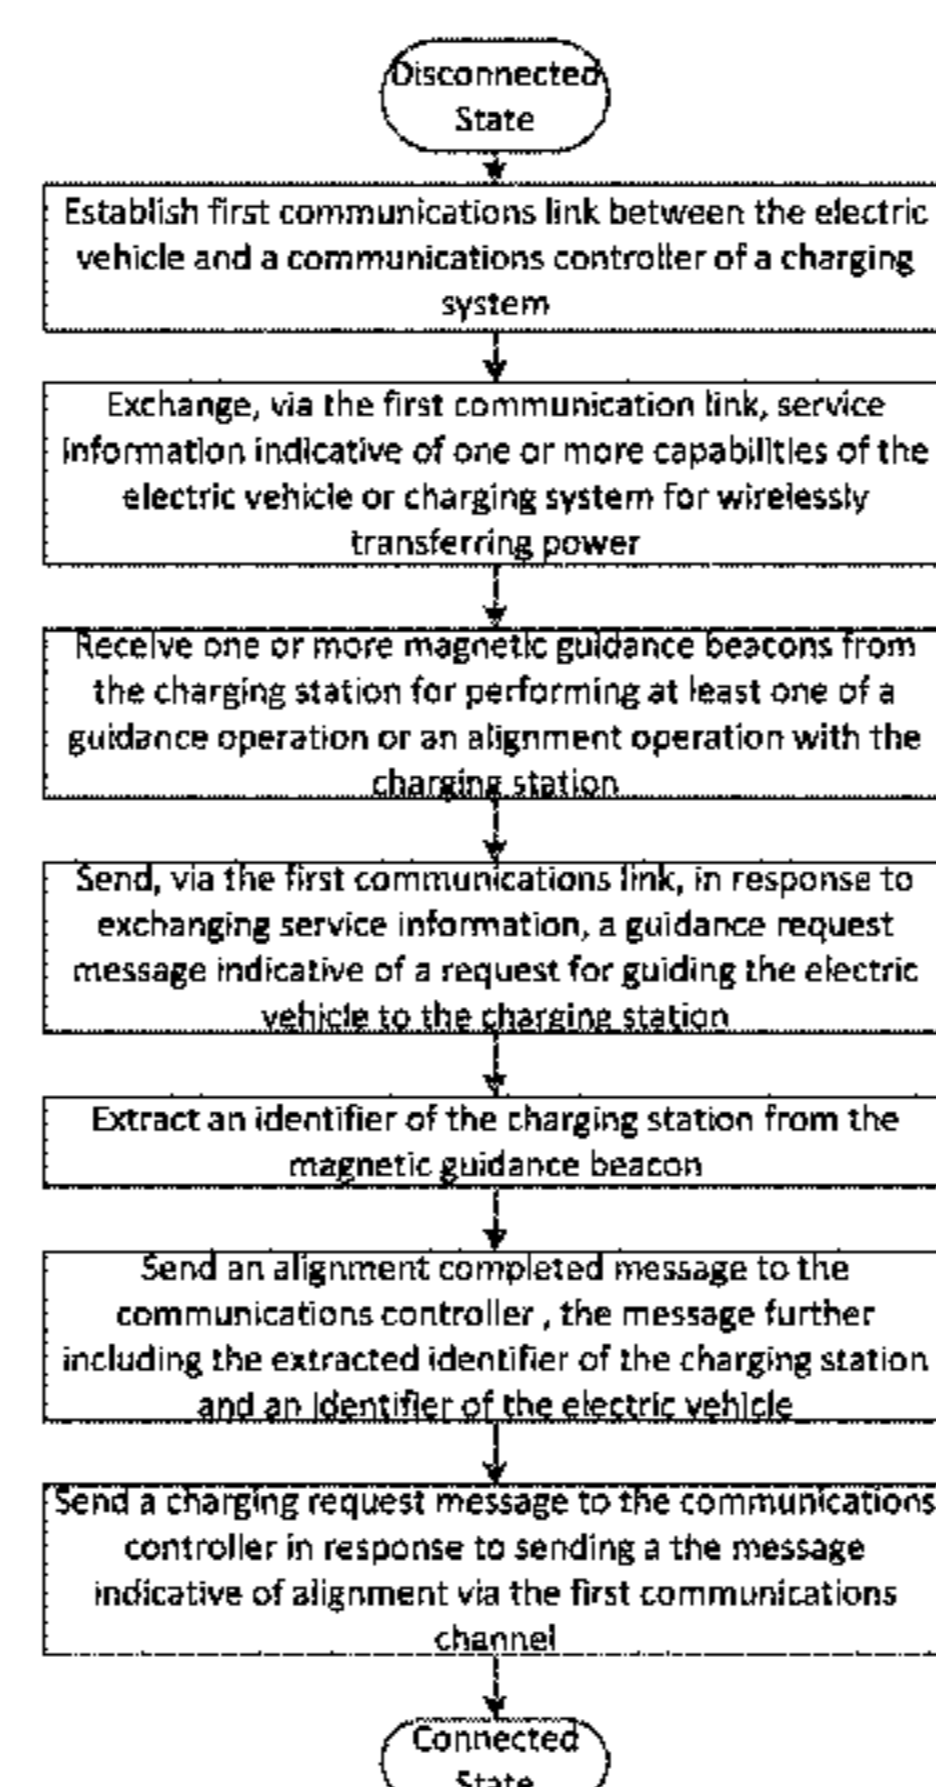 Disconnected
State
Establish first communications link between the electric
vehicle and a communications controller of a charging
system
Exchange, via the first communication link, service
information indicative of one or more capabilities of the
electric vehicle or charging system for wirelessly
transferring power
Receive one or more magnetic guidance beacons from
the charging station for performing at least one of a
guidance operation or an alignment operation with the
charging station
Send, via the first communications link, in response to
exchanging service information, a guidance request
message indicative of a request for guiding the electric
vehicle to the charging station
Extract an identifier of the charging station from the
magnetic guidance beacon
Send an alignment completed message to the
communications controller , the message further
including the extracted identifier of the charging station
and an identifier of the electric vehicle
Send a charging request message to the communications
controller in response to sending a the message
indicative of alignment via the first communications
channel
Connected
State